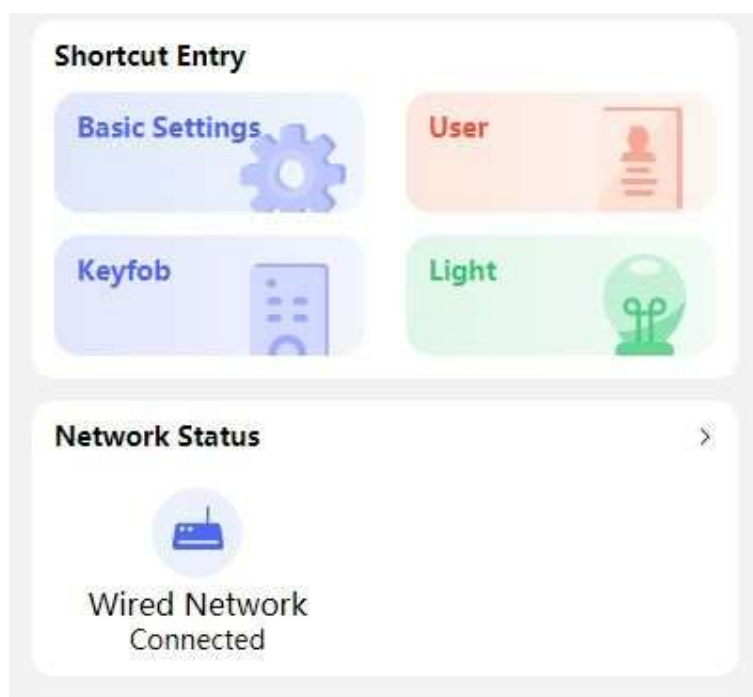 Shortcut Entry
Basic Settings
User
Keyfob
Light
Network Status
Wired Network
Connected